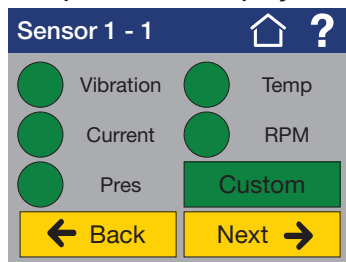 Sensor 1 - 1 ?
Vibration Temp
Current RPM
Pres Custom
Back Next